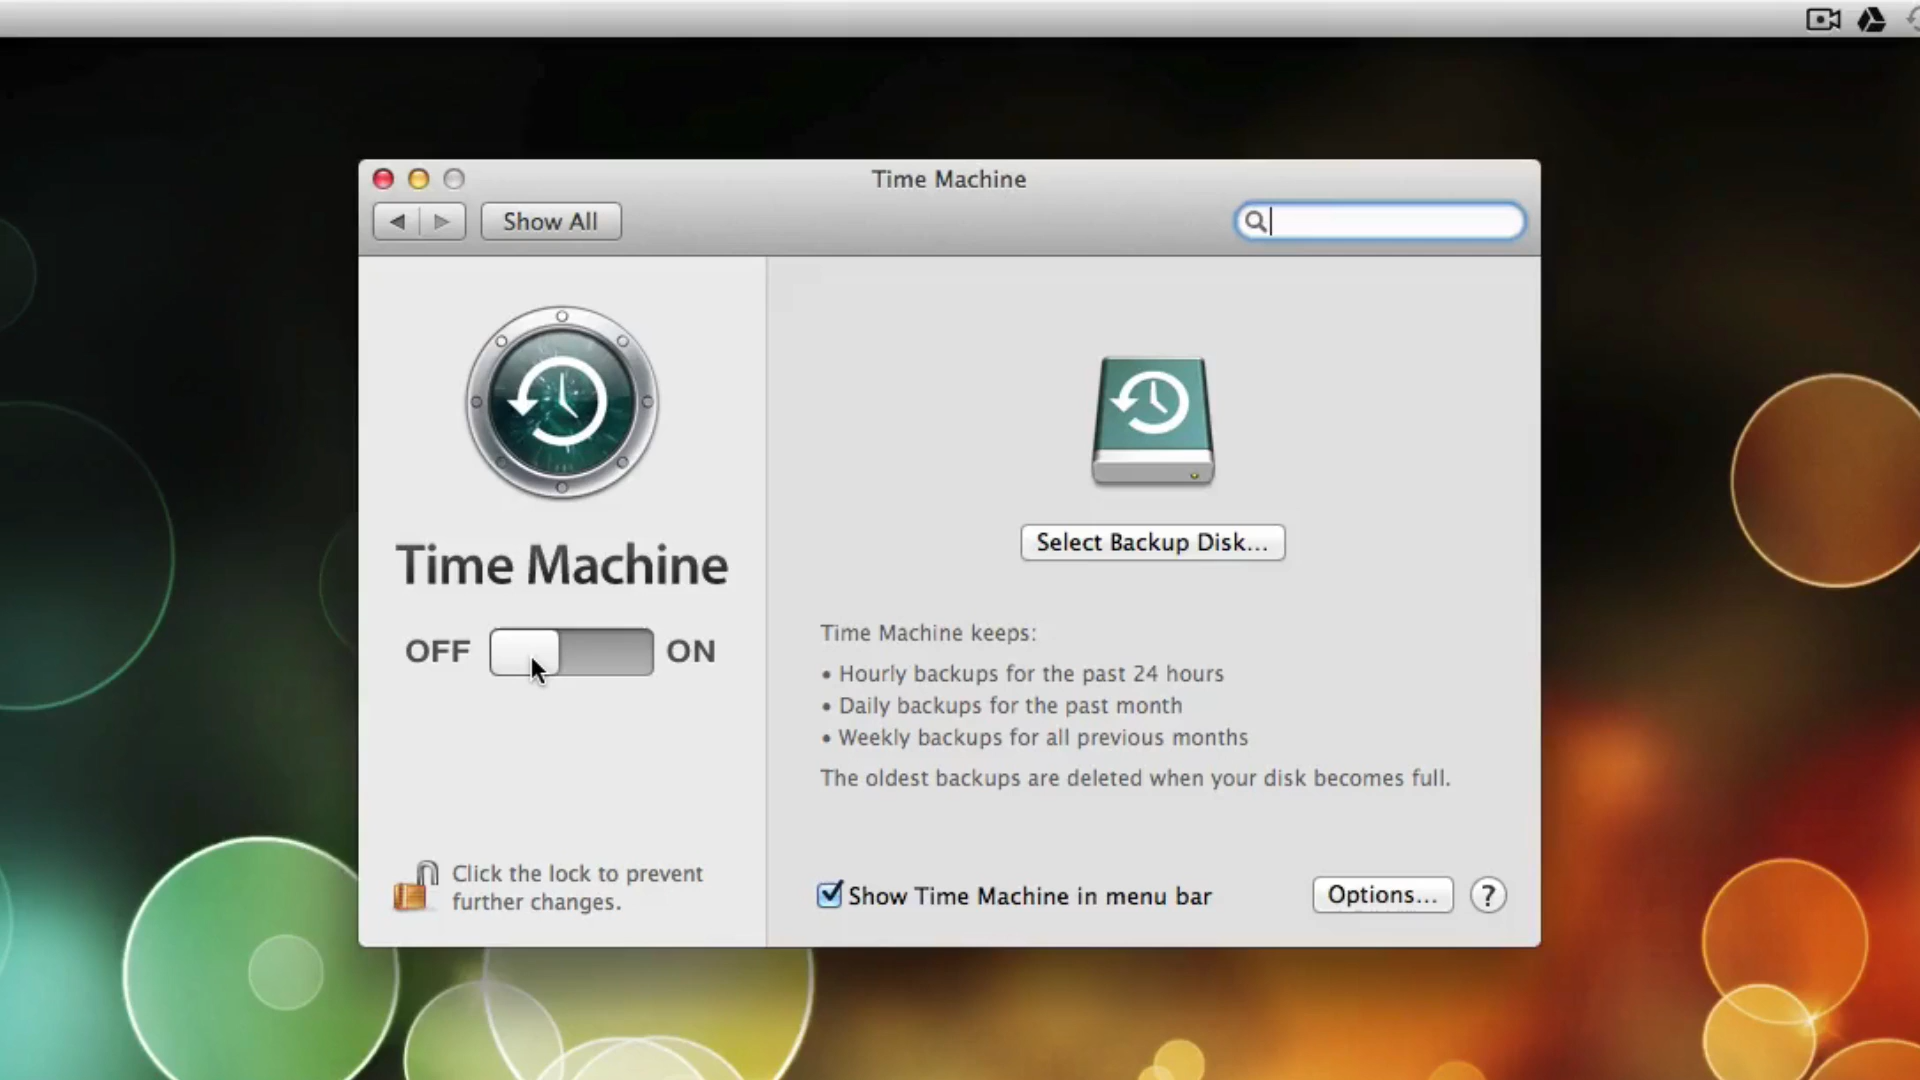 Time Machine
Show All
Time Machine
OFF ON
Select Backup Disk...
Time Machine keeps:
• Hourly backups for the past 24 hours
• Daily backups for the past month
• Weekly backups for all previous months
The oldest backups are deleted when your disk becomes full.
Click the lock to prevent
further changes.
Show Time Machine in menu bar
Options...
?